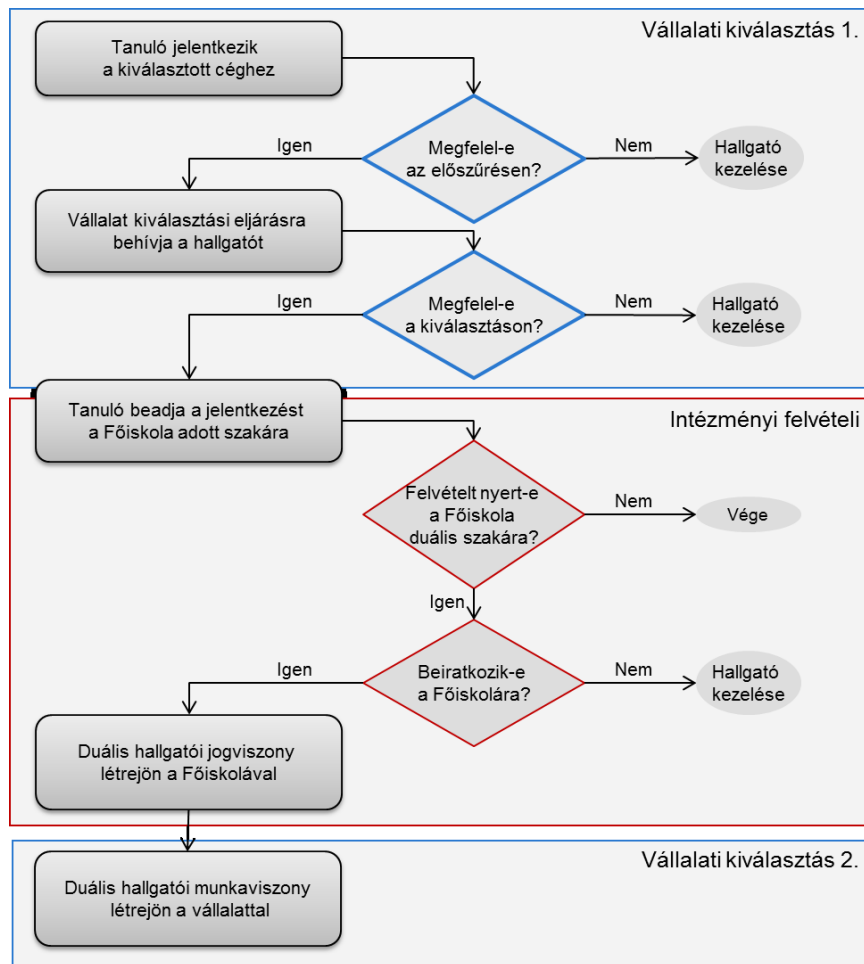 Vállalati kiválasztás 1.
Tanuló jelentkezik
a kiválasztott céghez
Igen
Megfelel-e
az előszűrésen?
Nem
Hallgató
kezelése
Vállalat kiválasztási eljárásra
behívja a hallgatót
Igen
Megfelel-e
a kiválasztáson?
Nem
Hallgató
kezelése
Tanuló beadja a jelentkezést
a Főiskola adott szakára
Intézményi felvételi
Felvételt nyert-e
a Főiskola
duális szakára?
Nem
Vége
Igen
Igen
Beiratkozik-e
a Főiskolára?
Nem
Hallgató
kezelése
Duális hallgatói jogviszony
létrejön a Főiskolával
Vállalati kiválasztás 2.
Duális hallgatói munkaviszony
létrejön a vállalattal